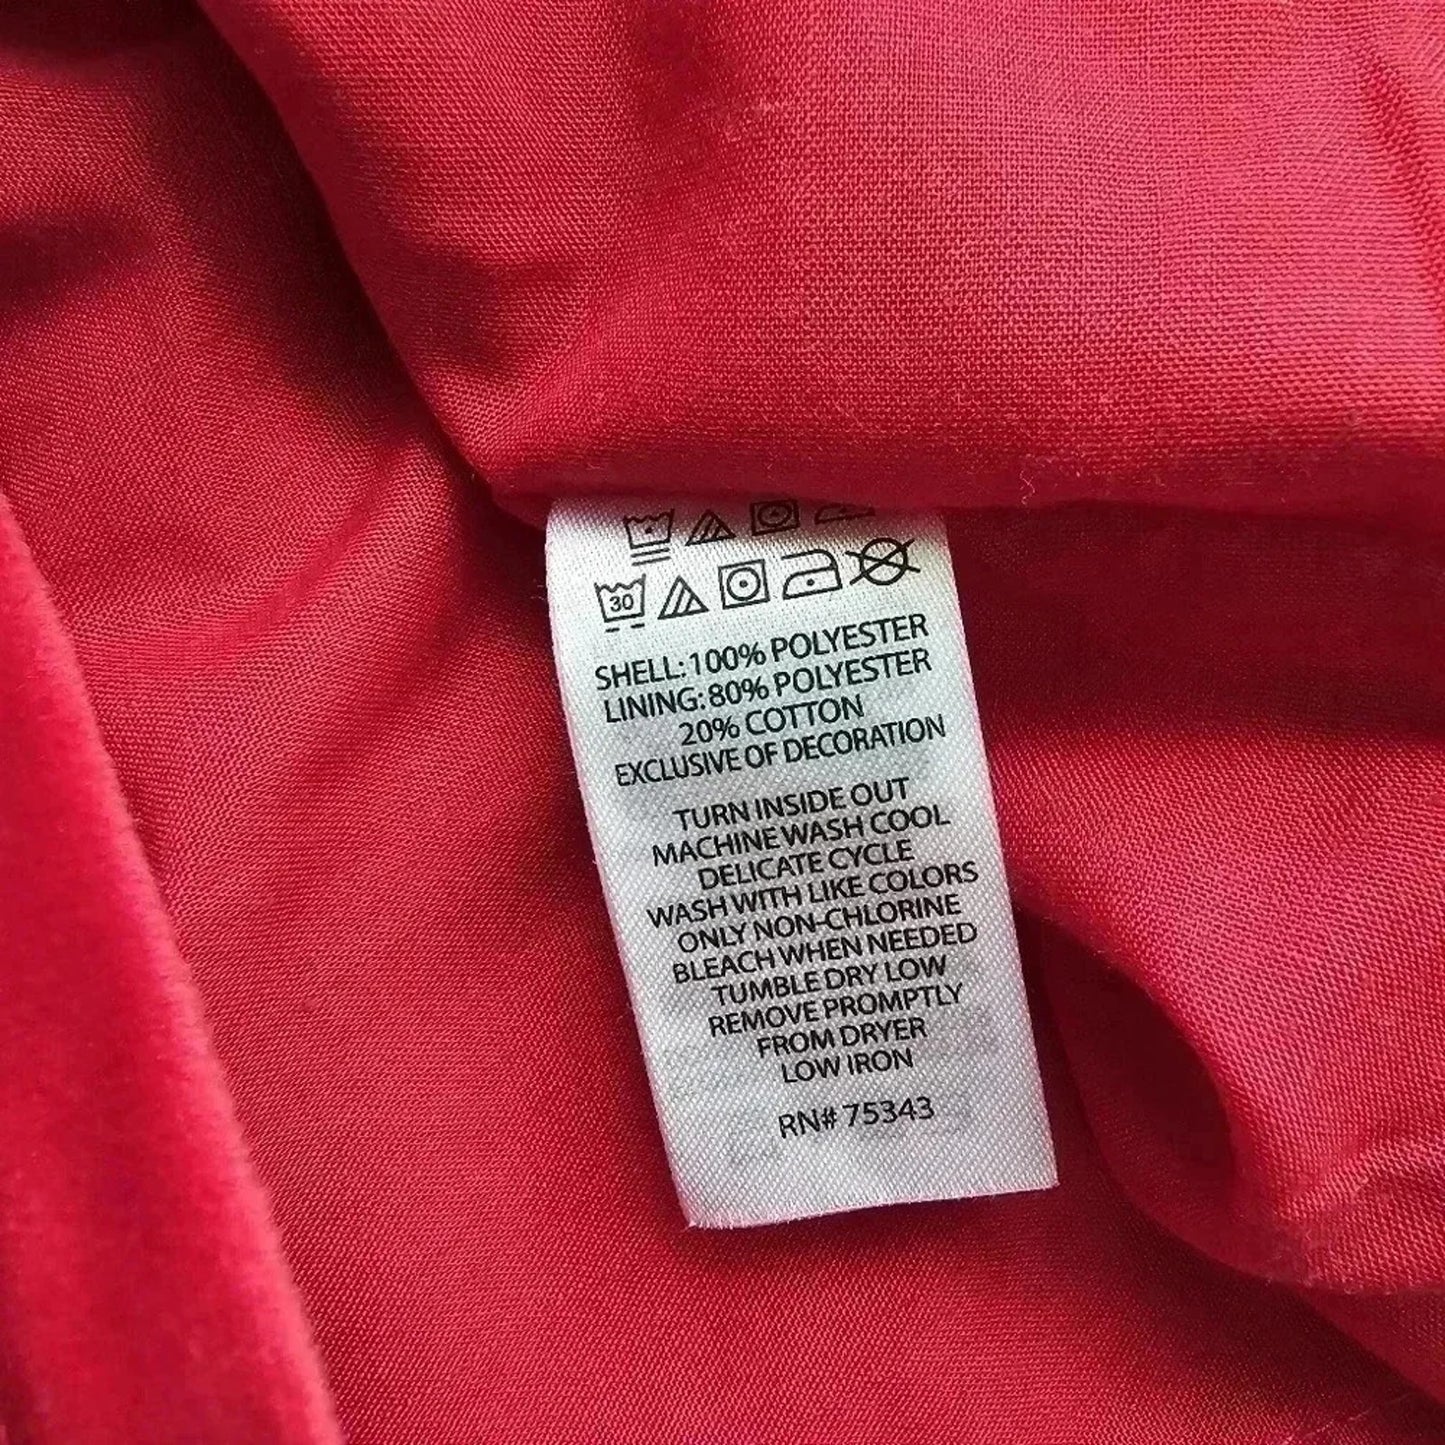 30
SHELL: 100% POLYESTER
LINING: 80% POLYESTER
20% COTTON
EXCLUSIVE OF DECORATION
TURN INSIDE OUT
MACHINE WASH COOL
DELICATE CYCLE
WASH WITH LIKE COLORS
ONLY NON-CHLORINE
BLEACH WHEN NEEDED
TUMBLE DRY LOW
REMOVE PROMPTLY
FROM DRYER
LOW IRON
RN# 75343